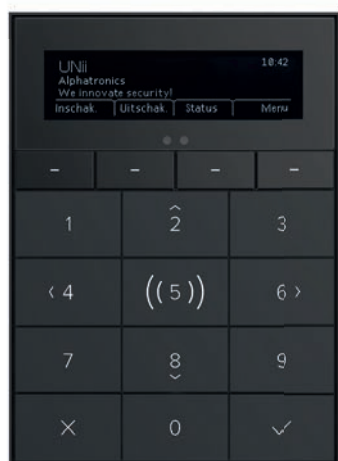 UNii 10:42
Alphatronics
We innovate security!
Inschak. Uitschak. Status Menu
- - - -
1 2 3
4 5 6
7 8 9
0